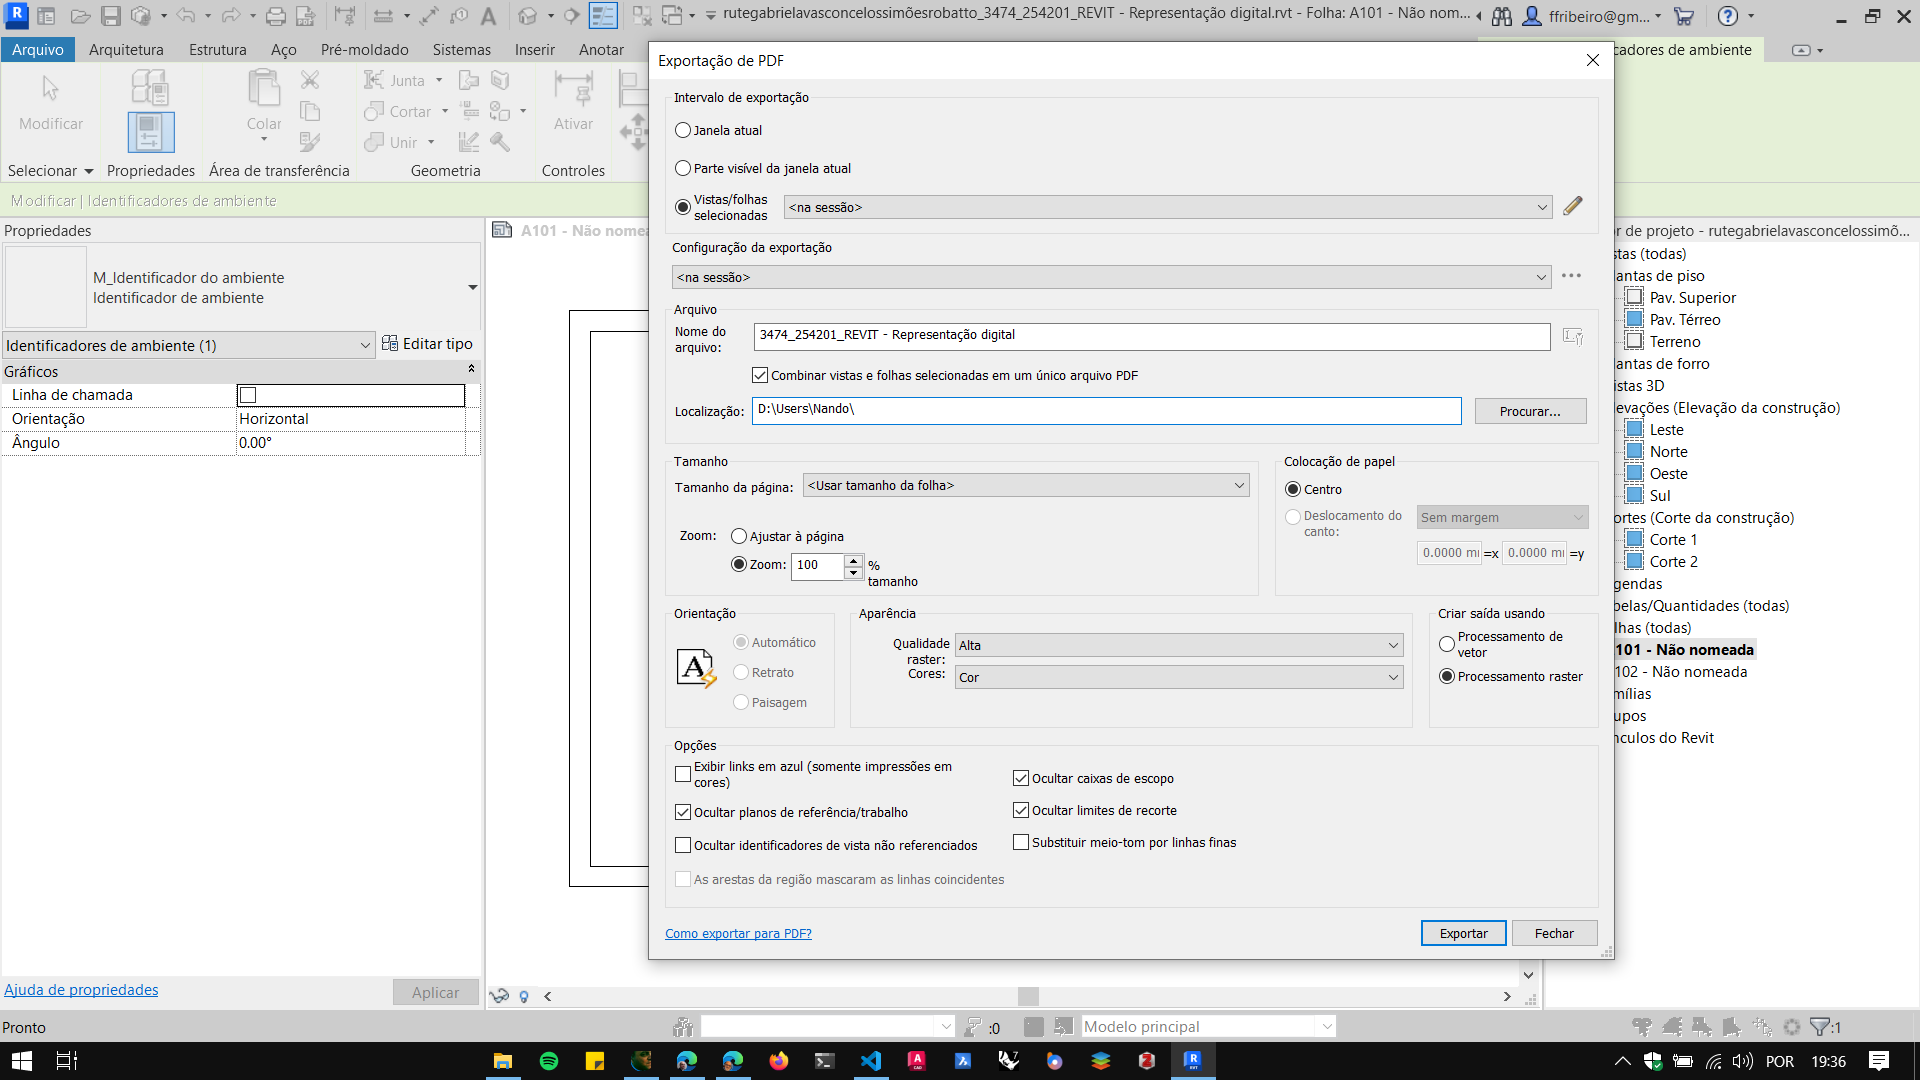 rutegabrielavasconcelossimõesrobatto_3474_254201_REVIT - Representação digital.rvt - Folha: A101 - Não nom...
ffribeiro@gm...
Arquivo Arquitetura Estrutura Aço Pré-moldado Sistemas Inserir Anotar
cadores de ambiente
Modificar
Colar
Junta
Cortar
Unir
Ativar
Selecionar Propriedades Área de transferência Geometria Controles
Modificar | Identificadores de ambiente
Propriedades
M_Identificador do ambiente
Identificador de ambiente
Identificadores de ambiente (1)
Editar tipo
Gráficos
Linha de chamada
Orientação Horizontal
Ângulo 0.00°
Ajuda de propriedades
Aplicar
A101 - Não nomea
Exportação de PDF
Intervalo de exportação
Janela atual
Parte visível da janela atual
Vistas/folhas
selecionadas
<na sessão>
Configuração da exportação
<na sessão>
Arquivo
Nome do
arquivo:
3474_254201_REVIT - Representação digital
Combinar vistas e folhas selecionadas em um único arquivo PDF
Localização: D:\Users\Nando\ Procurar...
Tamanho
Tamanho da página: <Usar tamanho da folha>
Zoom: Ajustar à página
Zoom: 100 %
tamanho
Colocação de papel
Centro
Deslocamento do
canto:
Sem margem
0.0000 mi =x 0.0000 mi =y
Orientação
Automático
Retrato
Paisagem
Aparência
Qualidade
raster:
Alta
Cores: Cor
Criar saída usando
Processamento de
vetor
Processamento raster
Opções
Exibir links em azul (somente impressões em
cores)
Ocultar planos de referência/trabalho
Ocultar identificadores de vista não referenciados
As arestas da região mascaram as linhas coincidentes
Ocultar caixas de escopo
Ocultar limites de recorte
Substituir meio-tom por linhas finas
Como exportar para PDF?
Exportar Fechar
or de projeto - rutegabrielavasconcelossimõ...
stas (todas)
lantas de piso
Pav. Superior
Pav. Térreo
Terreno
lantas de forro
istas 3D
levações (Elevação da construção)
Leste
Norte
Oeste
Sul
ortes (Corte da construção)
Corte 1
Corte 2
gendas
belas/Quantidades (todas)
lhas (todas)
101 - Não nomeada
102 - Não nomeada
mílias
upos
nculos do Revit
Pronto
:0
Modelo principal
:1
POR 19:36